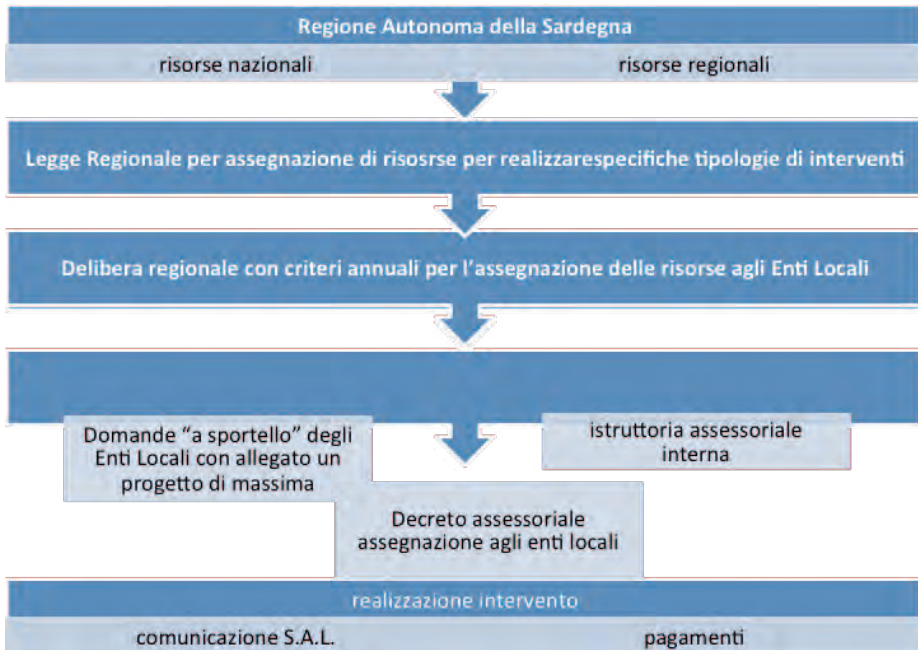 Regione Autonoma della Sardegna
risorse nazionali
risorse regionali
Legge Regionale per assegnazione di risosrse per realizzarespecifiche tipologie di interventi
Delibera regionale con criteri annuali per l'assegnazione delle risorse agli Enti Locali
Domande “a sportello” degli
Enti Locali con allegato un
progetto di massima
istruttoria assessoriale
interna
Decreto assessoriale
assegnazione agli enti locali
realizzazione intervento
comunicazione S.A.L.
pagamenti